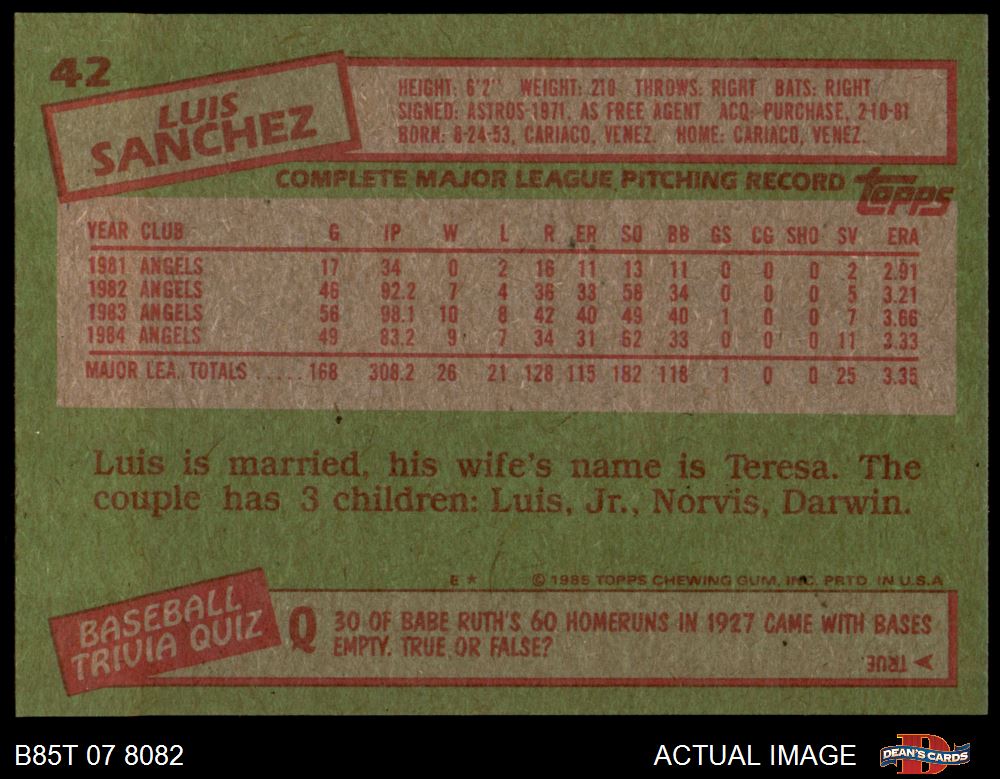 42
LUIS
SANCHEZ
HEIGHT: 6'2" WEIGHT: 210 THROWS: RIGHT BATS: RIGHT
SIGNED: ASTROS-1971, AS FREE AGENT ACQ: PURCHASE, 2-10-81
BORN: 8-24-53, CARIACO, VENEZ. HOME: CARIACO, VENEZ.
COMPLETE MAJOR LEAGUE PITCHING RECORD
Topps
YEAR CLUB G IP W L R ER SO BB GS CG SHO SV ERA
1981 ANGELS 17 34 0 2 16 11 13 11 0 0 0 2 2.91
1982 ANGELS 46 92.2 7 4 36 33 58 34 0 0 0 5 3.21
1983 ANGELS 56 98.1 10 8 42 40 49 40 1 0 0 7 3.66
1984 ANGELS 49 83.2 9 7 34 31 62 33 0 0 0 11 3.33
MAJOR LEA. TOTALS ..... 168 308.2 26 21 128 115 182 118 1 0 0 25 3.35
Luis is married, his wife's name is Teresa. The
couple has 3 children: Luis, Jr., Norvis, Darwin.
E * © 1985 TOPPS CHEWING GUM, INC. PRTD. IN U.S.A
BASEBALL
TRIVIA QUIZ
Q 30 OF BABE RUTH'S 60 HOMERUNS IN 1927 CAME WITH BASES
EMPTY. TRUE OR FALSE?
A TRUE
B85T 07 8082
ACTUAL IMAGE
D
DEAN'S CARDS